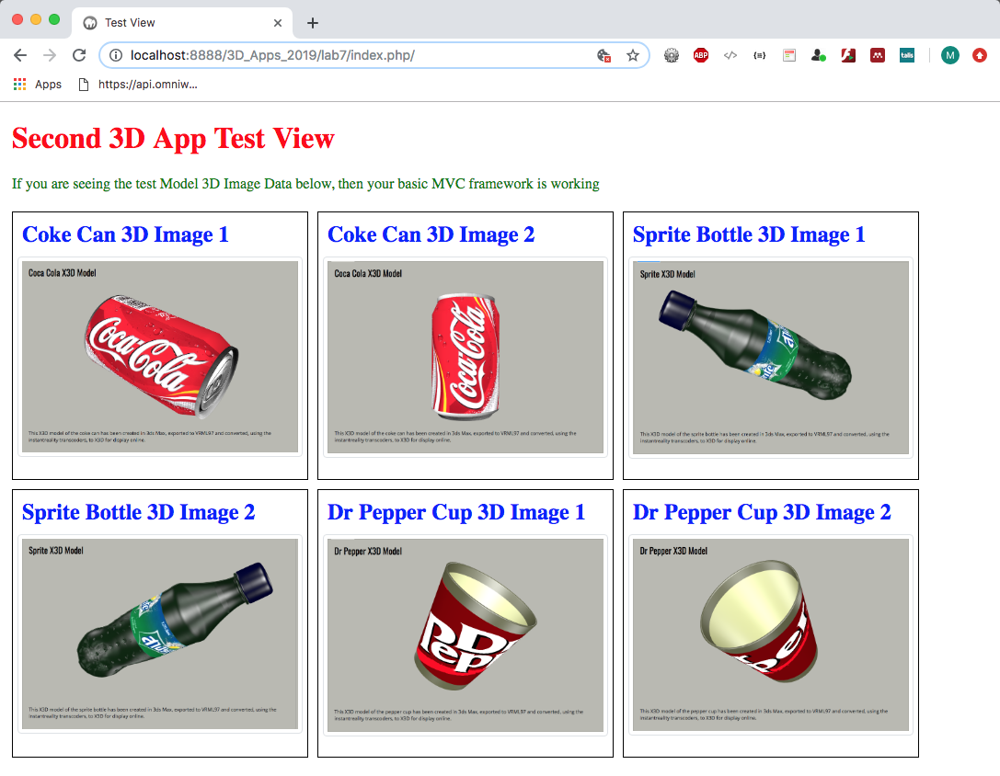 Test View
localhost:8888/3D_Apps_2019/lab7/index.php/
ABP
talis
M
Apps
https://api.omniw...
Second 3D App Test View
If you are seeing the test Model 3D Image Data below, then your basic MVC framework is working
Coke Can 3D Image 1
Coca Cola X3D Model
Coca-Cola
This X3D model of the coke can has been created in 3ds Max, exported to VRML97 and converted, using the
instantreality transcoders, to X3D for display online.
Coke Can 3D Image 2
Coca Cola X3D Model
Coca-Cola
This X3D model of the coke can has been created in 3ds Max, exported to VRML97 and converted, using the
instantreality transcoders, to X3D for display online.
Sprite Bottle 3D Image 1
Sprite X3D Model
This X3D model of the sprite bottle has been created in 3ds Max, exported to VRML97 and converted, using the
instantreality transcoders, to X3D for display online.
Sprite Bottle 3D Image 2
Sprite X3D Model
This X3D model of the sprite bottle has been created in 3ds Max, exported to VRML97 and converted, using the
instantreality transcoders, to X3D for display online.
Dr Pepper Cup 3D Image 1
Dr Pepper X3D Model
Dr
Pep
This X3D model of the pepper cup has been created in 3ds Max, exported to VRML97 and converted, using the
instantreality transcoders, to X3D for display online.
Dr Pepper Cup 3D Image 2
Dr Pepper X3D Model
per
This X3D model of the pepper cup has been created in 3ds Max, exported to VRML97 and converted, using the
instantreality transcoders, to X3D for display online.